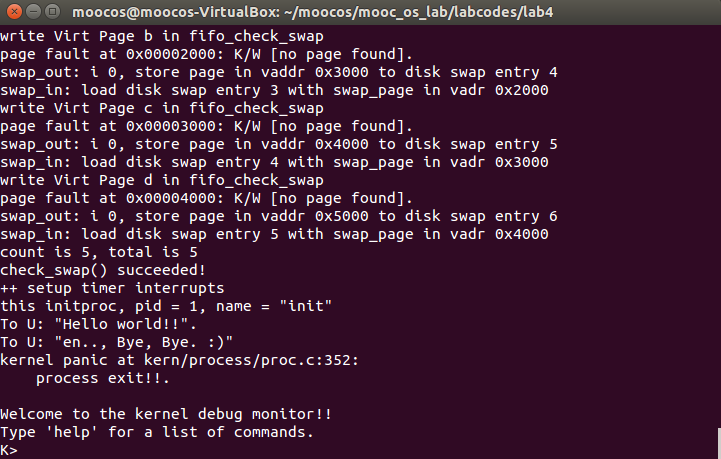 moocos@moocos-VirtualBox: ~/moocos/mooc_os_lab/labcodes/lab4
write Virt Page b in fifo_check_swap
page fault at 0x00002000: K/W [no page found].
swap_out: i 0, store page in vaddr 0x3000 to disk swap entry 4
swap_in: load disk swap entry 3 with swap_page in vadr 0x2000
write Virt Page c in fifo_check_swap
page fault at 0x00003000: K/W [no page found].
swap_out: i 0, store page in vaddr 0x4000 to disk swap entry 5
swap_in: load disk swap entry 4 with swap_page in vadr 0x3000
write Virt Page d in fifo_check_swap
page fault at 0x00004000: K/W [no page found].
swap_out: i 0, store page in vaddr 0x5000 to disk swap entry 6
swap_in: load disk swap entry 5 with swap_page in vadr 0x4000
count is 5, total is 5
check_swap() succeeded!
++ setup timer interrupts
this initproc, pid = 1, name = "init"
To U: "Hello world!!".
To U: "en.., Bye, Bye. :)"
kernel panic at kern/process/proc.c:352:
    process exit!!.

Welcome to the kernel debug monitor!!
Type 'help' for a list of commands.
K>